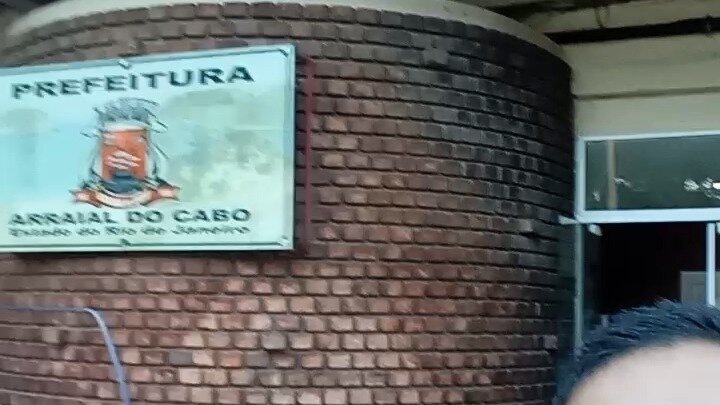 PREFEITURA
ARRAIAL DO CABO
Estado do Rio de Janeiro